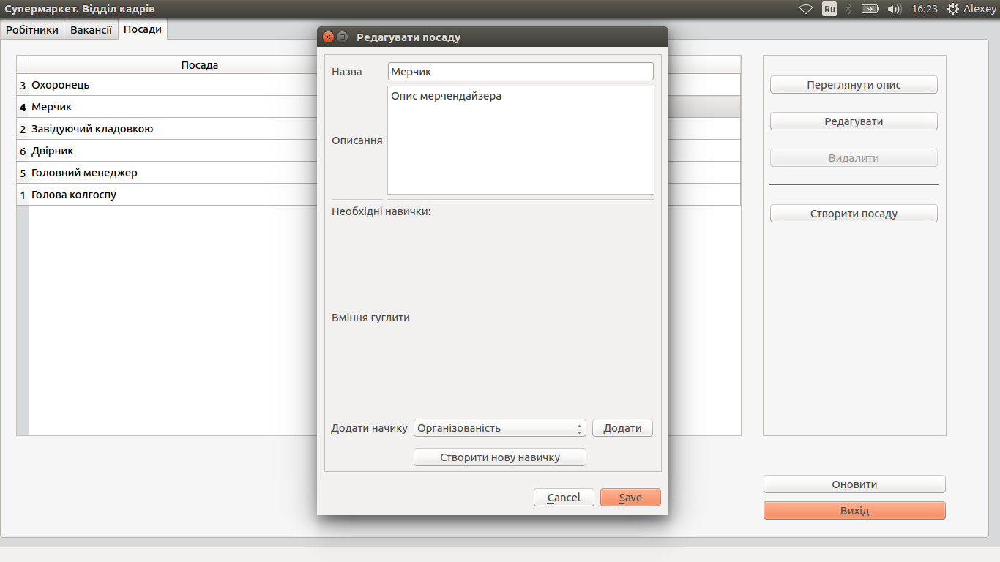 Супермаркет. Відділ кадрів
Ru
16:23
Alexey
Робітники
Вакансії
Посади
Посада
3 Охоронець
4 Мерчик
2 Завідуючий кладовкою
6 Двірник
5 Головний менеджер
1 Голова колгоспу
Редагувати посаду
Назва
Мерчик
Описання
Опис мерчендайзера
Необхідні навички:
Вміння гуглити
Додати начику
Організованість
Додати
Створити нову навичку
Cancel
Save
Переглянути опис
Редагувати
Видалити
Створити посаду
Оновити
Вихід